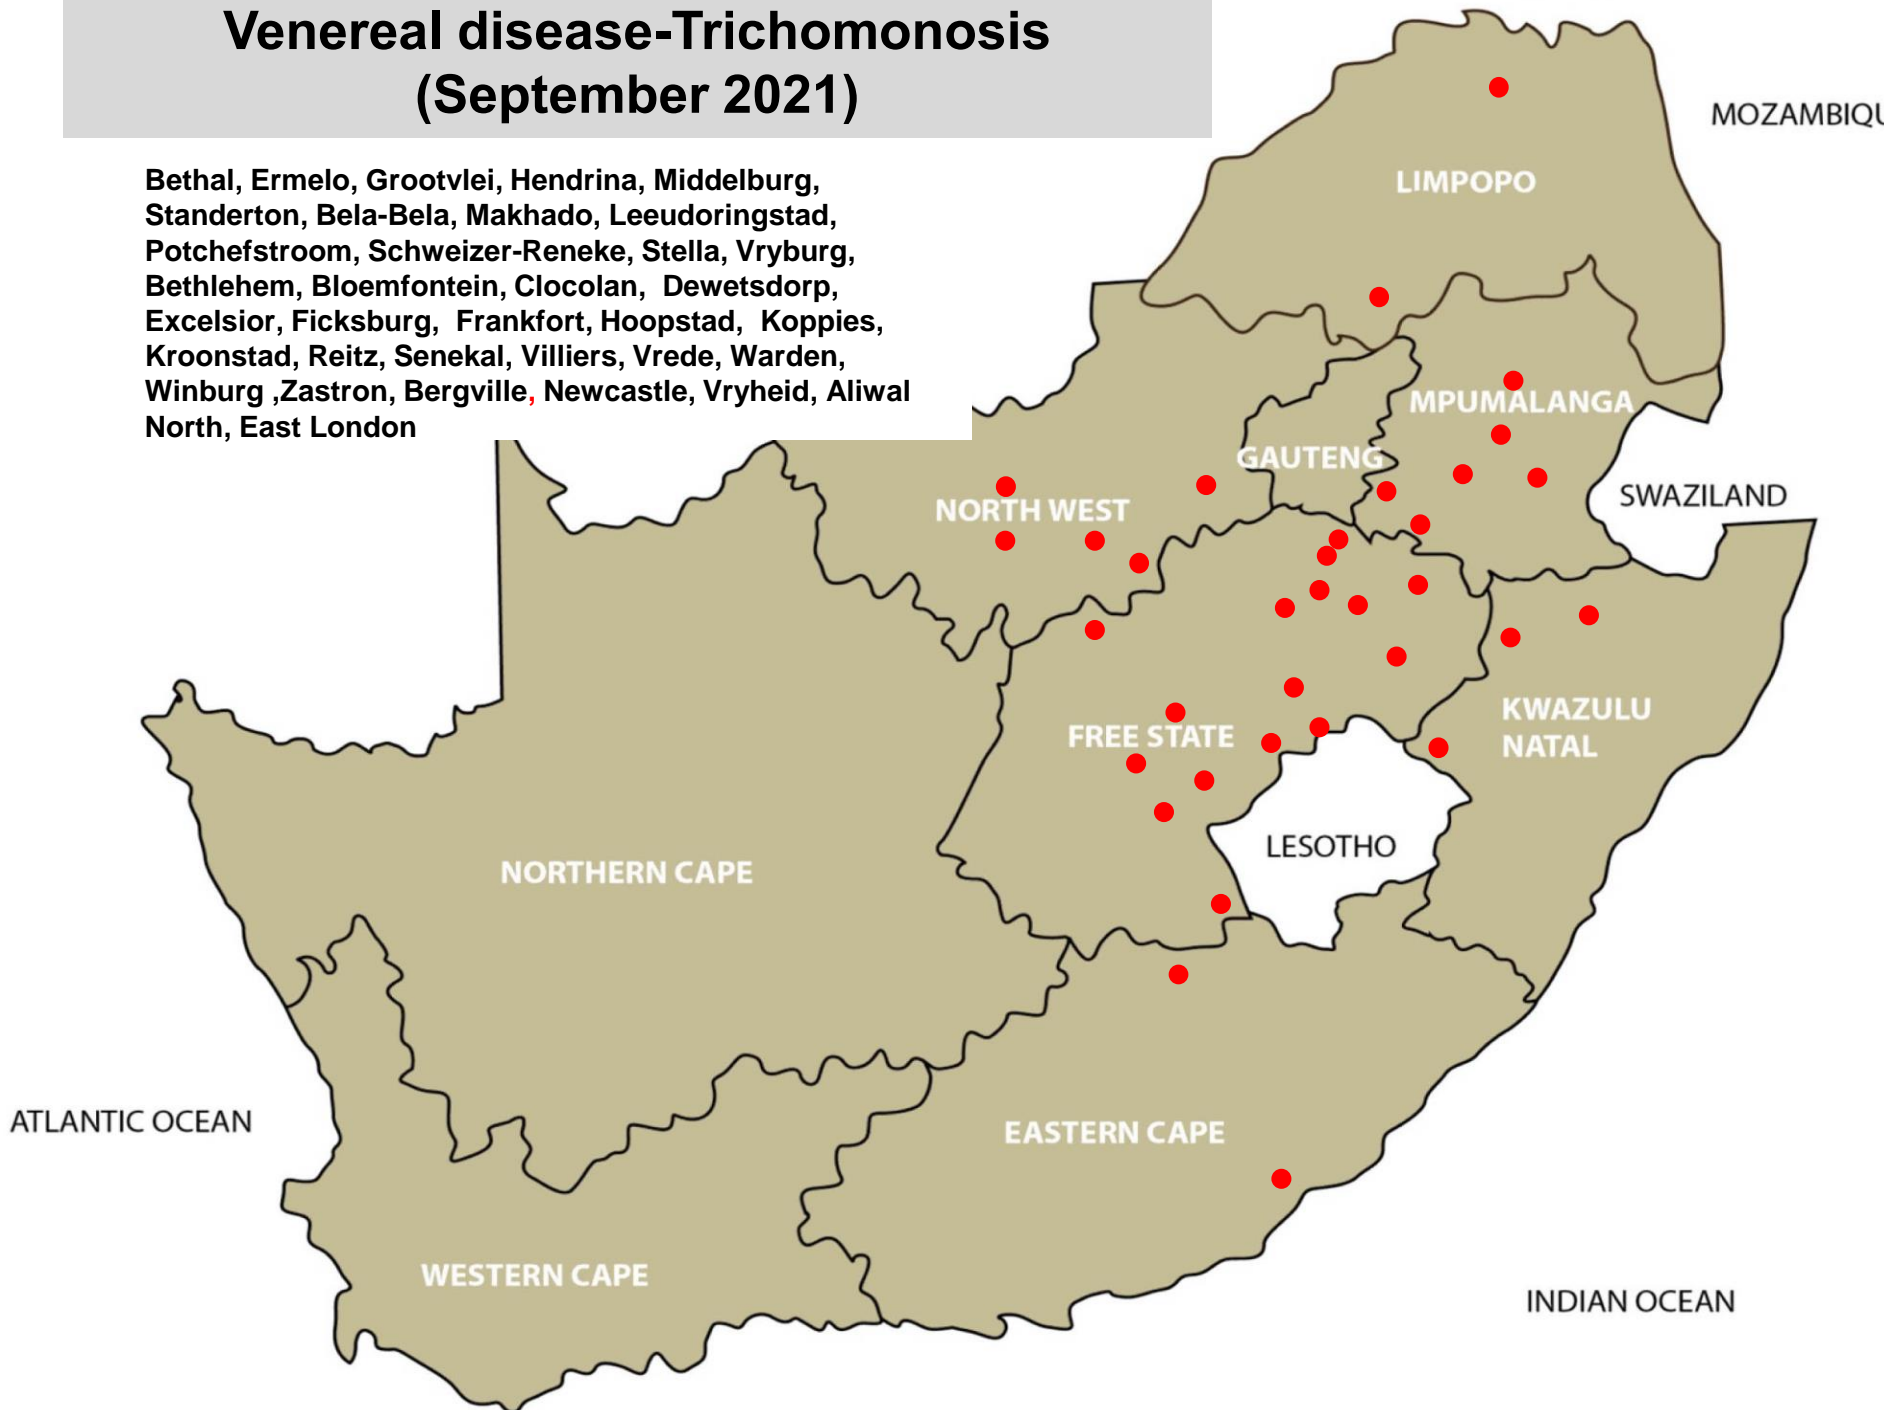 Venereal disease-Trichomonosis
(September 2021)
Bethal, Ermelo, Grootvlei, Hendrina, Middelburg,
Standerton, Bela-Bela, Makhado, Leeudoringstad,
Potchefstroom, Schweizer-Reneke, Stella, Vryburg,
Bethlehem, Bloemfontein, Clocolan, Dewetsdorp,
Excelsior, Ficksburg, Frankfort, Hoopstad, Koppies,
Kroonstad, Reitz, Senekal, Villiers, Vrede, Warden,
Winburg ,Zastron, Bergville, Newcastle, Vryheid, Aliwal
North, East London
MOZAMBIQU
LIMPOPO
MPUMALANGA
GAUTENG
SWAZILAND
NORTH WEST
KWAZULU
NATAL
FREE STATE
LESOTHO
NORTHERN CAPE
ATLANTIC OCEAN
EASTERN CAPE
WESTERN CAPE
INDIAN OCEAN